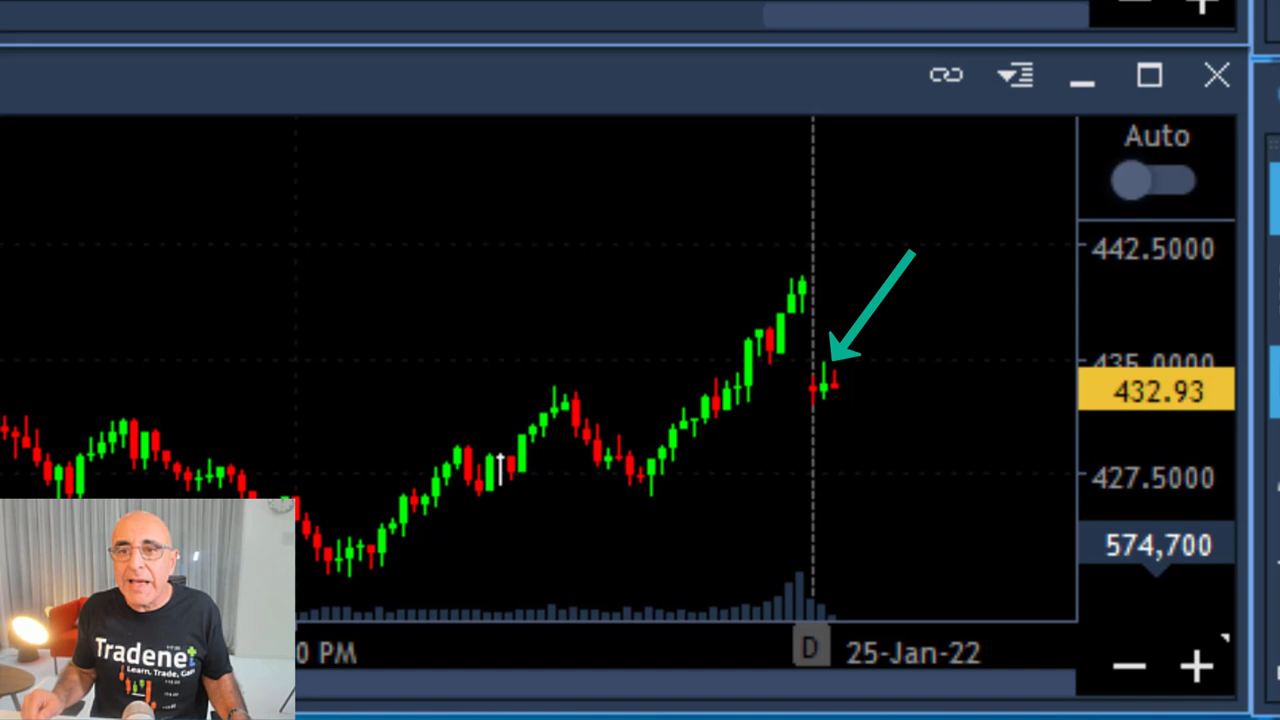 Auto
442.5000
435.0000
432.93
427.5000
574,700
0 PM
D
25-Jan-22
Tradenet
Learn, Trade, Gain